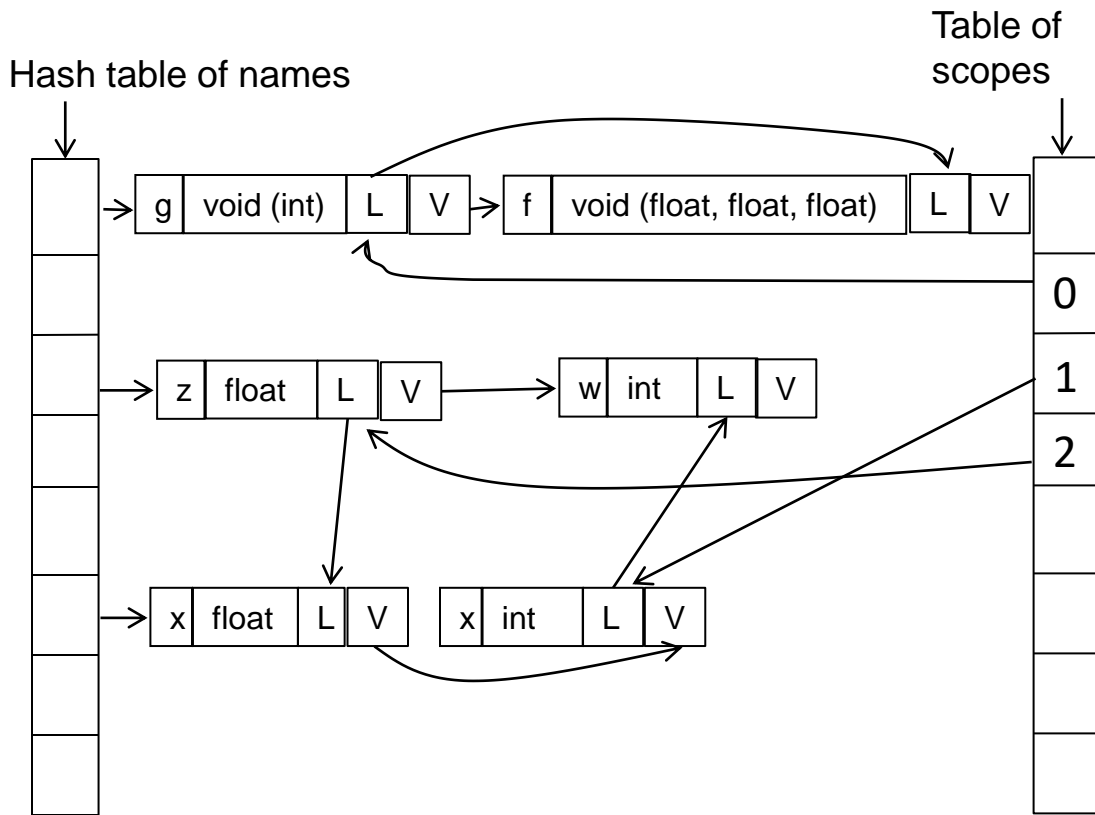 Table of
scopes
Hash table of names
g void (int) L V f void (float, float, float) L V
0
z float L V w int L V 1
2
x float L V x int L V